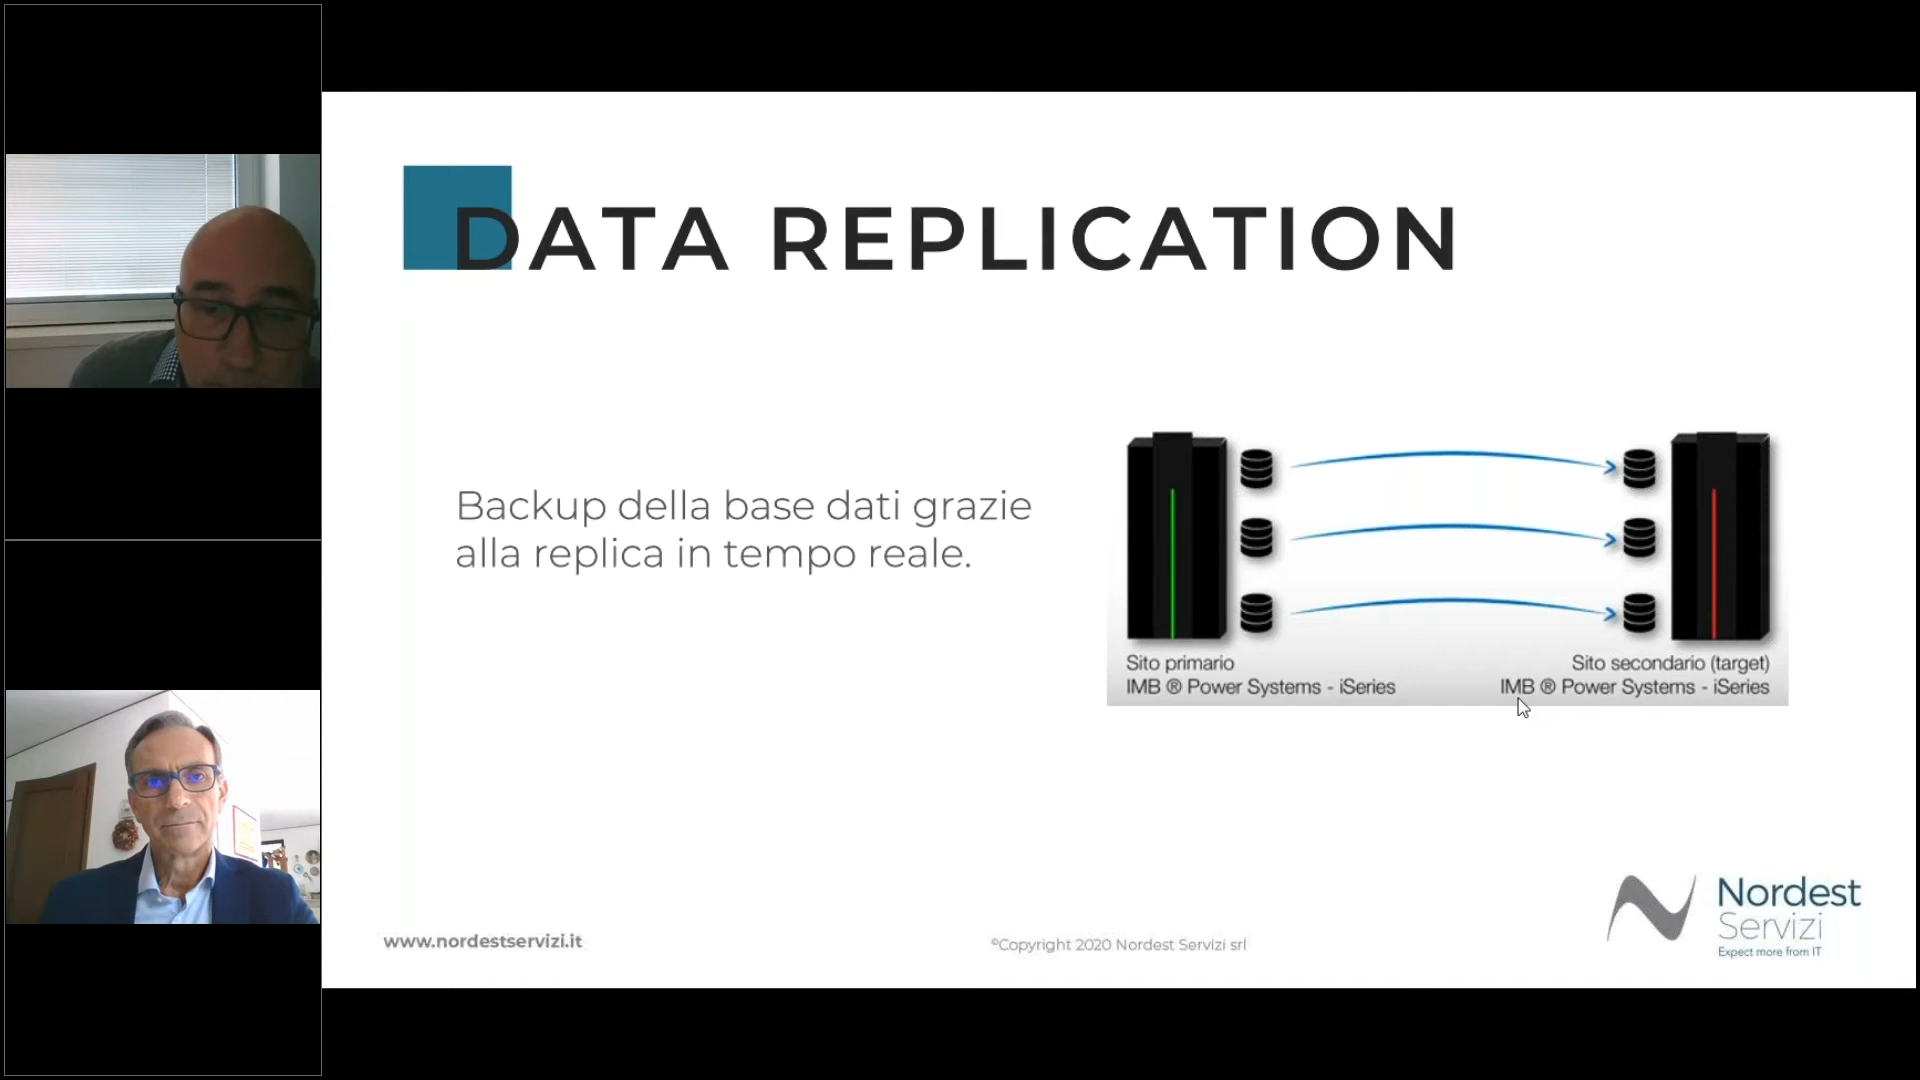 DATA REPLICATION
Backup della base dati grazie
alla replica in tempo reale.
Sito primario
IMB ® Power Systems - iSeries
Sito secondario (target)
IMB ® Power Systems - iSeries
www.nordestservizi.it
©Copyright 2020 Nordest Servizi srl
Nordest
Servizi
Expect more from IT